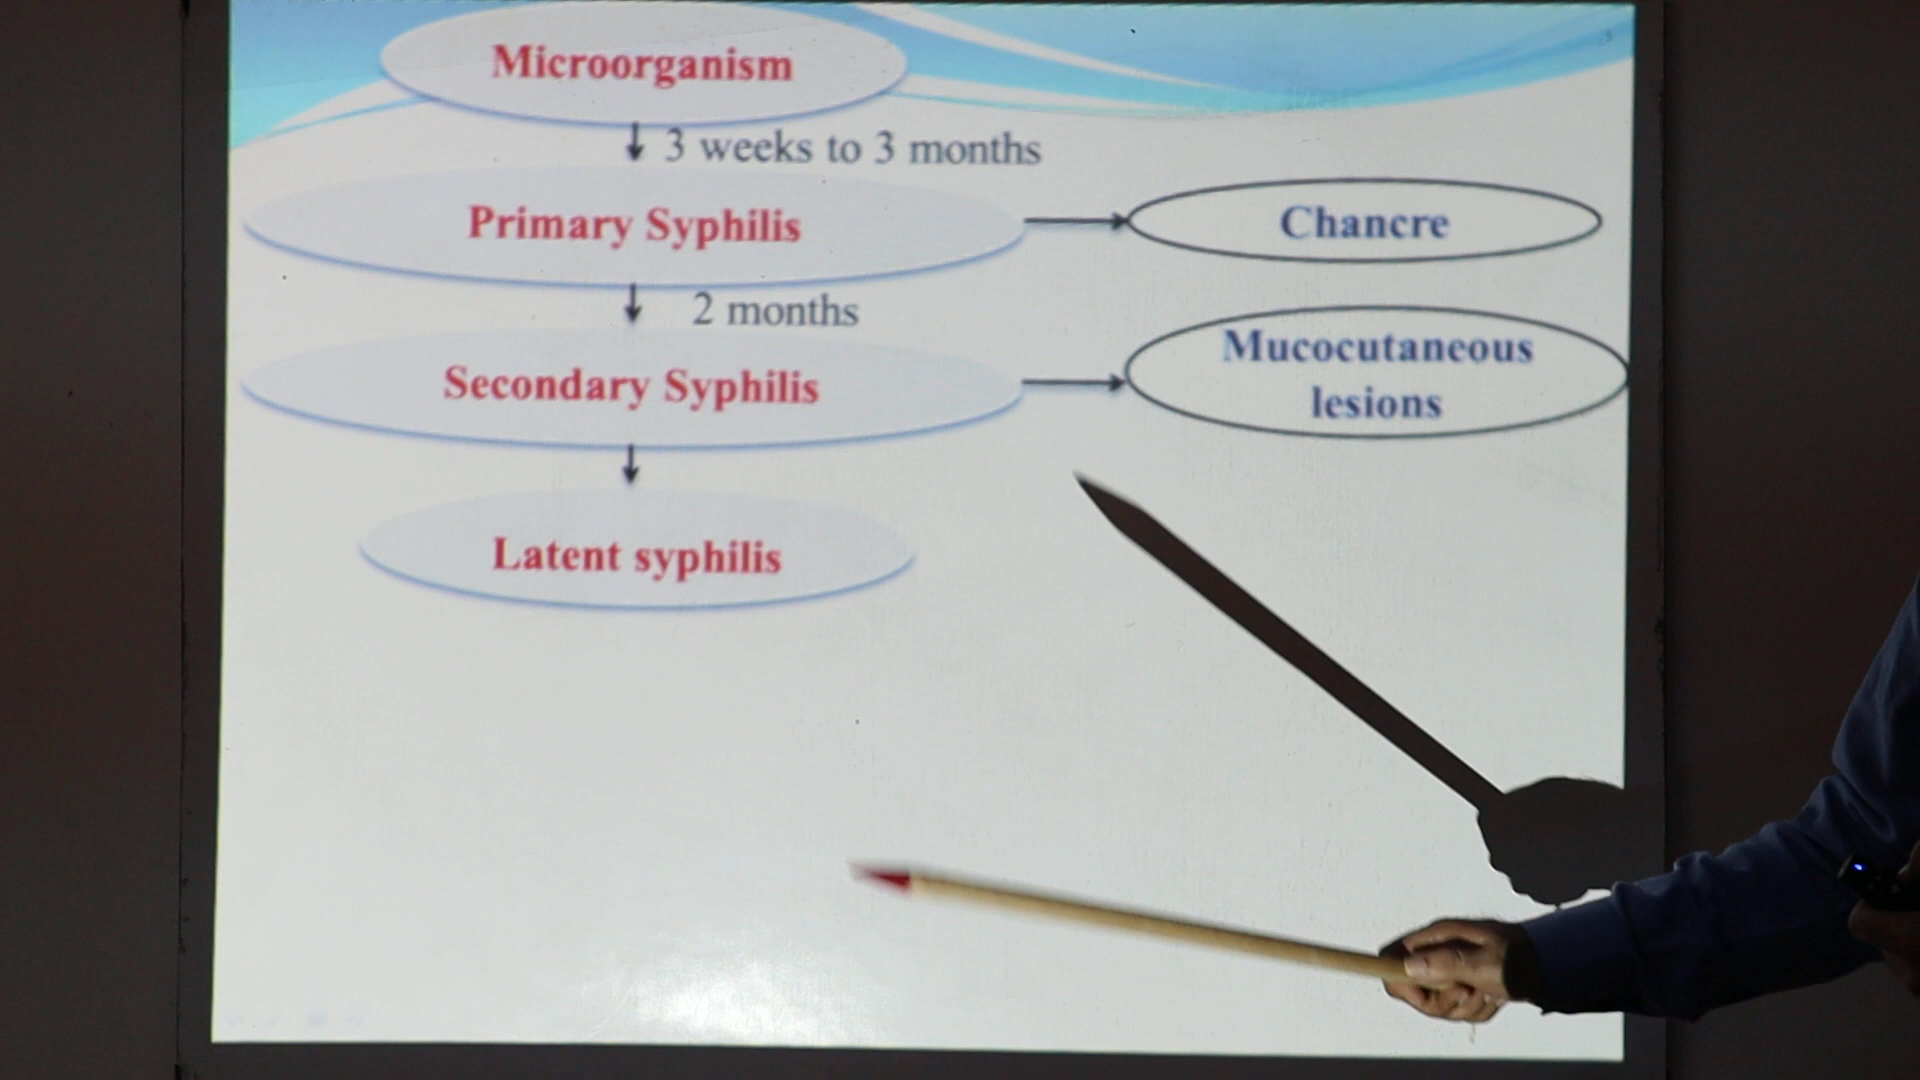 Microorganism
3 weeks to 3 months
Primary Syphilis
Chancre
2 months
Secondary Syphilis
Mucocutaneous
lesions
Latent syphilis